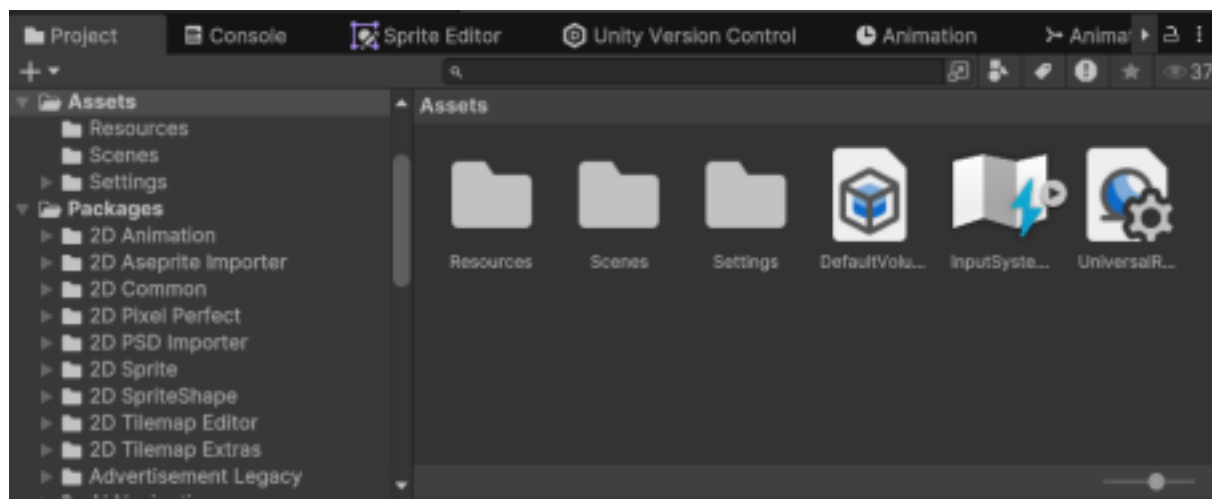 Project Console Sprite Editor Unity Version Control Animation Anima
37
Assets
Resources
Scenes
Settings
Packages
2D Animation
2D Aseprite Importer
2D Common
2D Pixel Perfect
2D PSD Importer
2D Sprite
2D SpriteShape
2D Tilemap Editor
2D Tilemap Extras
Advertisement Legacy
Assets
Resources Scenes Settings DefaultVolu... InputSyste... UniversalR...